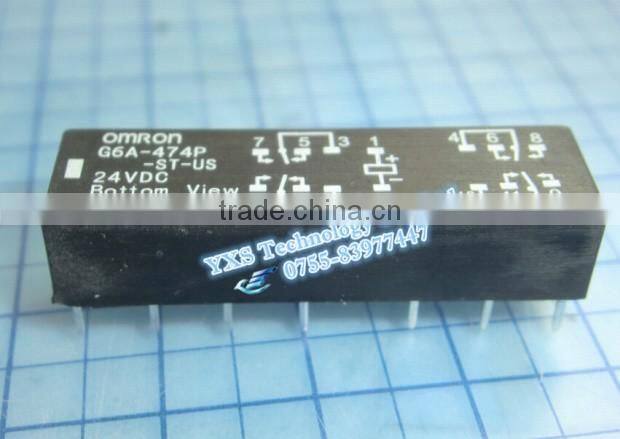 OMRON
G6A-474P
-ST-US
24VDC
Bottom View
7 5 3 1 4 6 8
+
trade.china.cn
YXS Technology
0755-83977447